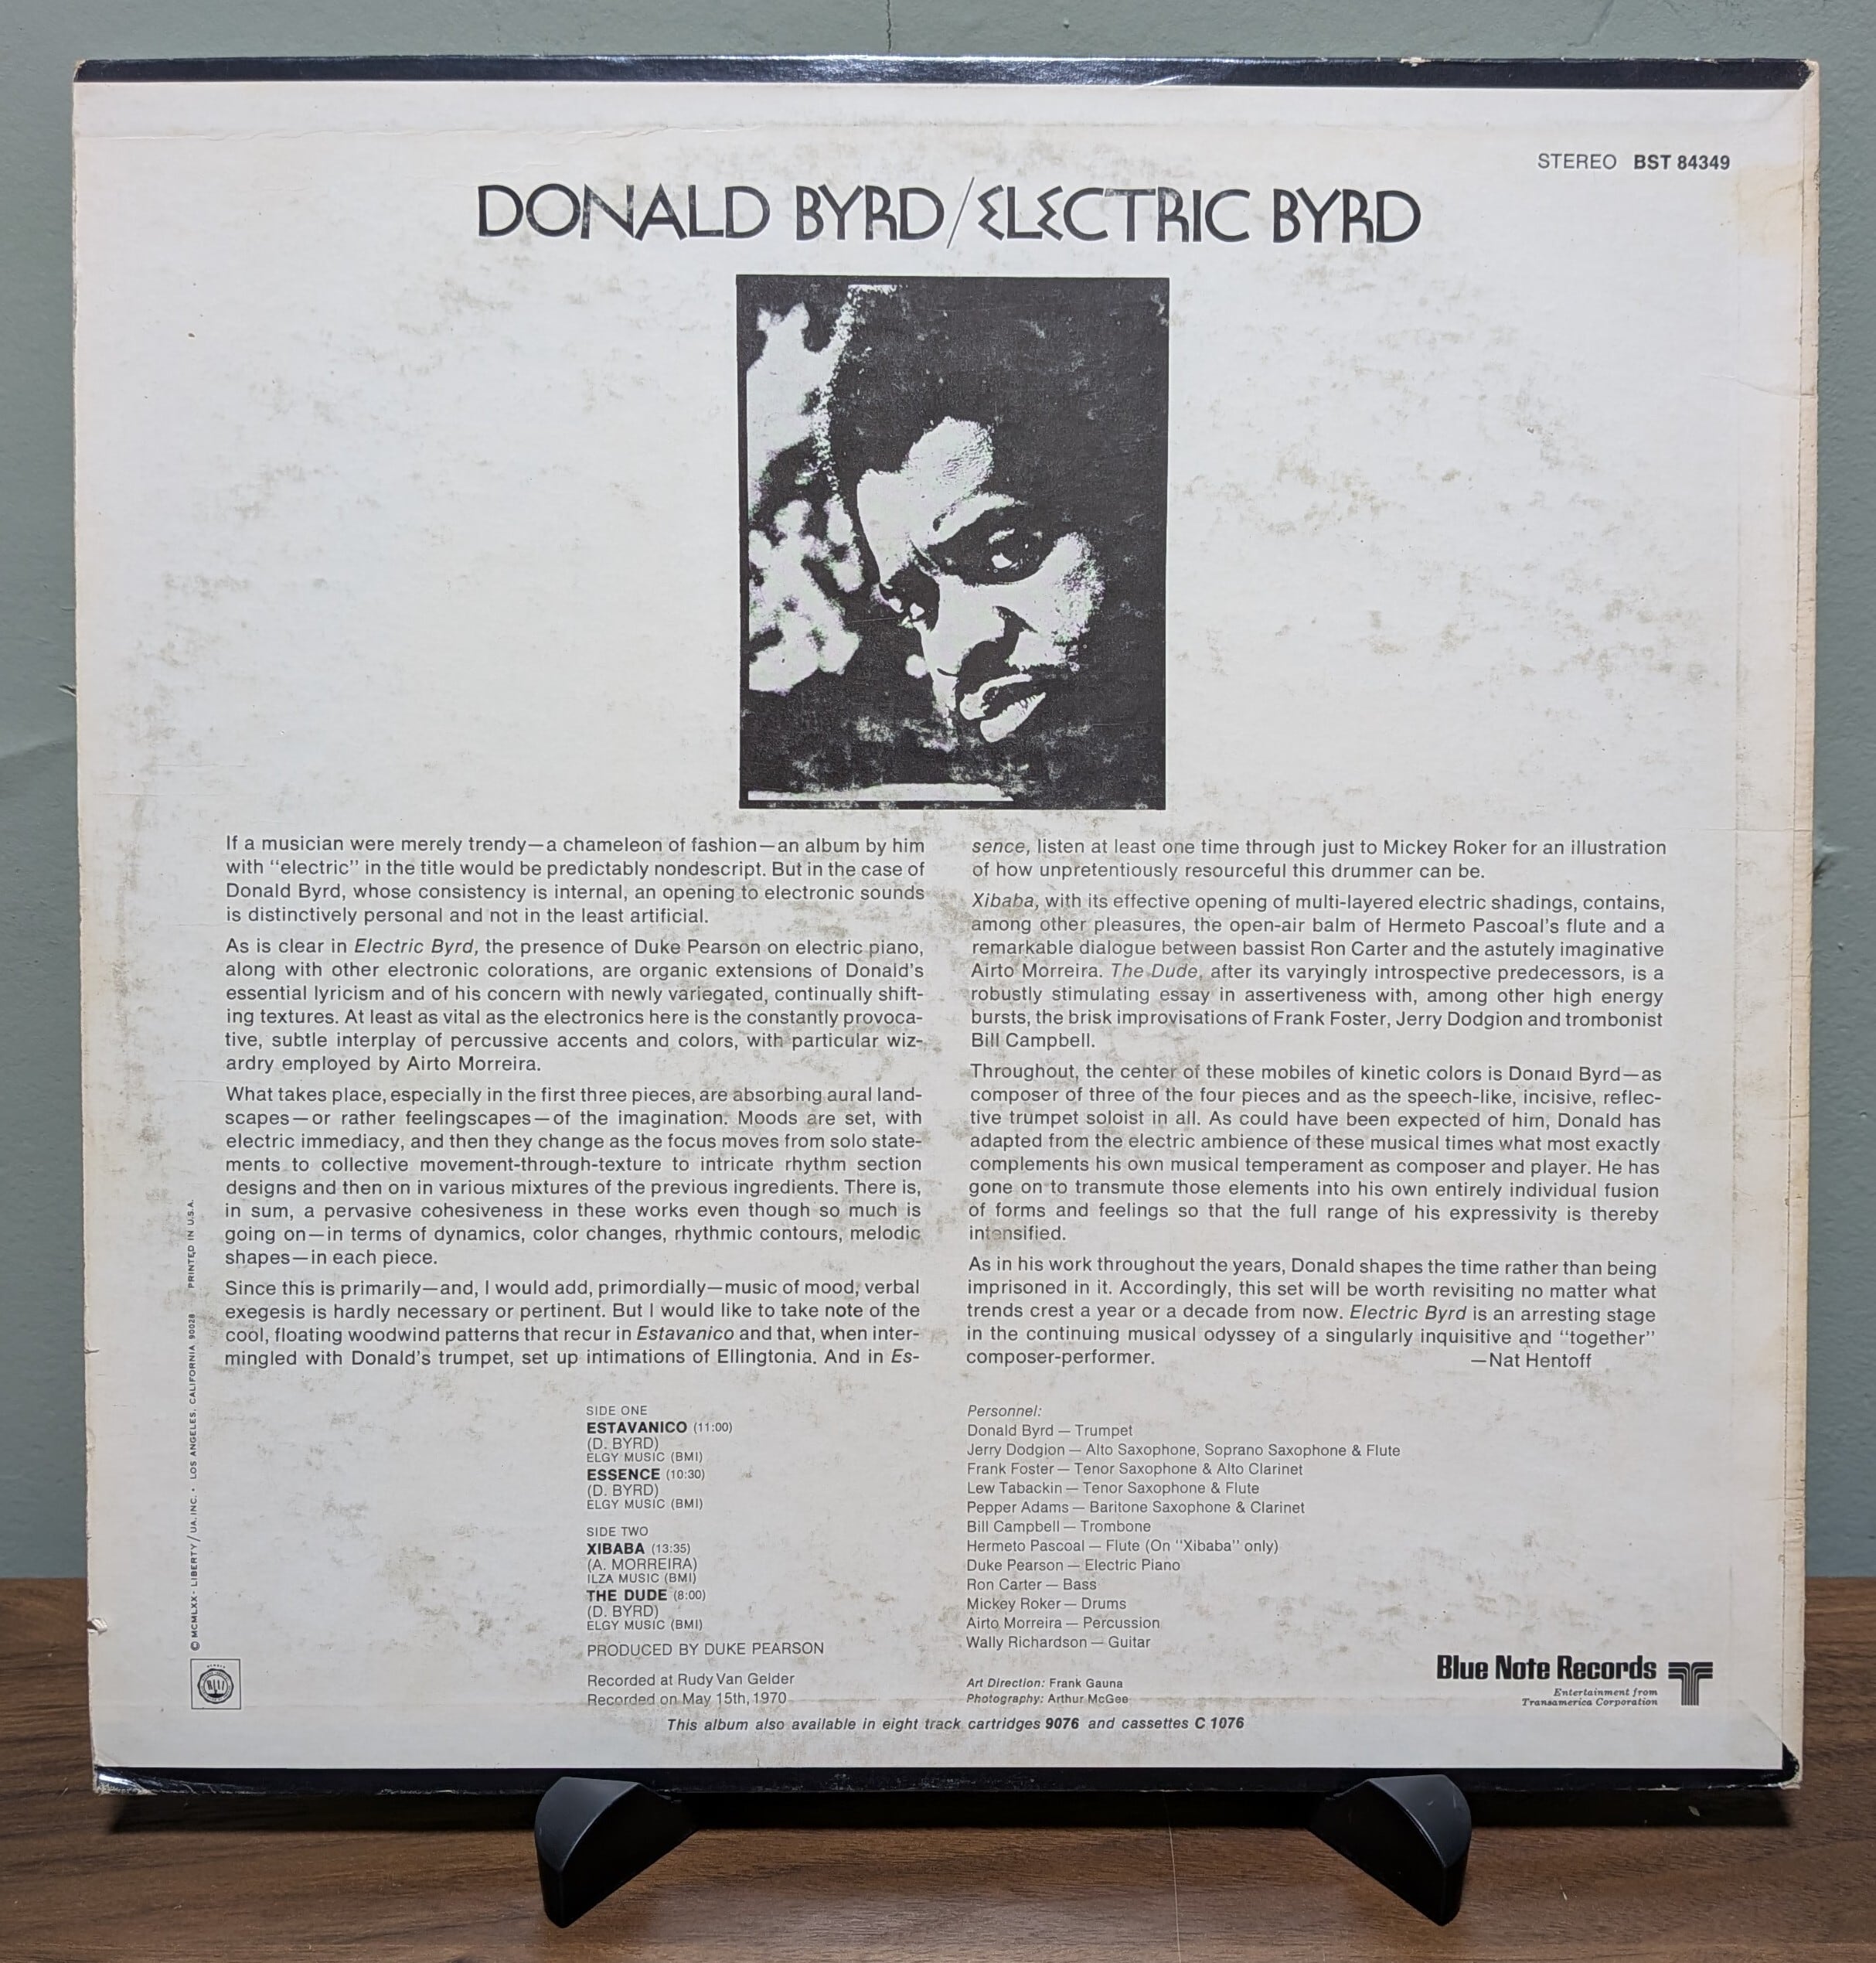 STEREO BST 84349
DONALD BYRD/ELECTRIC BYRD
If a musician were merely trendy—a chameleon of fashion—an album by him
with "electric" in the title would be predictably nondescript. But in the case of
Donald Byrd, whose consistency is internal, an opening to electronic sounds
is distinctively personal and not in the least artificial.
As is clear in Electric Byrd, the presence of Duke Pearson on electric piano,
along with other electronic colorations, are organic extensions of Donald's
essential lyricism and of his concern with newly variegated, continually shift-
ing textures. At least as vital as the electronics here is the constantly provoca-
tive, subtle interplay of percussive accents and colors, with particular wiz-
ardry employed by Airto Morreira.
What takes place, especially in the first three pieces, are absorbing aural land-
scapes—or rather feelingscapes—of the imagination. Moods are set, with
electric immediacy, and then they change as the focus moves from solo state-
ments to collective movement-through-texture to intricate rhythm section
designs and then on in various mixtures of the previous ingredients. There is,
in sum, a pervasive cohesiveness in these works even though so much is
going on—in terms of dynamics, color changes, rhythmic contours, melodic
shapes—in each piece.
Since this is primarily—and, I would add, primordially—music of mood, verbal
exegesis is hardly necessary or pertinent. But I would like to take note of the
cool, floating woodwind patterns that recur in Estavanico and that, when inter-
mingled with Donald's trumpet, set up intimations of Ellingtonia. And in Es-
sence, listen at least one time through just to Mickey Roker for an illustration
of how unpretentiously resourceful this drummer can be.
Xibaba, with its effective opening of multi-layered electric shadings, contains,
among other pleasures, the open-air balm of Hermeto Pascoal's flute and a
remarkable dialogue between bassist Ron Carter and the astutely imaginative
Airto Morreira. The Dude, after its varyingly introspective predecessors, is a
robustly stimulating essay in assertiveness with, among other high energy
bursts, the brisk improvisations of Frank Foster, Jerry Dodgion and trombonist
Bill Campbell.
Throughout, the center of these mobiles of kinetic colors is Donald Byrd—as
composer of three of the four pieces and as the speech-like, incisive, reflec-
tive trumpet soloist in all. As could have been expected of him, Donald has
adapted from the electric ambience of these musical times what most exactly
complements his own musical temperament as composer and player. He has
gone on to transmute those elements into his own entirely individual fusion
of forms and feelings so that the full range of his expressivity is thereby
intensified.
As in his work throughout the years, Donald shapes the time rather than being
imprisoned in it. Accordingly, this set will be worth revisiting no matter what
trends crest a year or a decade from now. Electric Byrd is an arresting stage
in the continuing musical odyssey of a singularly inquisitive and "together"
composer-performer. —Nat Hentoff
SIDE ONE
ESTAVANICO (11:00)
(D. BYRD)
ELGY MUSIC (BMI)
ESSENCE (10:30)
(D. BYRD)
ELGY MUSIC (BMI)
SIDE TWO
XIBABA (13:35)
(A. MORREIRA)
ILZA MUSIC (BMI)
THE DUDE (8:00)
(D. BYRD)
ELGY MUSIC (BMI)
PRODUCED BY DUKE PEARSON
Recorded at Rudy Van Gelder
Recorded on May 15th, 1970
Personnel:
Donald Byrd — Trumpet
Jerry Dodgion — Alto Saxophone, Soprano Saxophone & Flute
Frank Foster — Tenor Saxophone & Alto Clarinet
Lew Tabackin — Tenor Saxophone & Flute
Pepper Adams — Baritone Saxophone & Clarinet
Bill Campbell — Trombone
Hermeto Pascoal — Flute (On "Xibaba" only)
Duke Pearson — Electric Piano
Ron Carter — Bass
Mickey Roker — Drums
Airto Morreira — Percussion
Wally Richardson — Guitar
Art Direction: Frank Gauna
Photography: Arthur McGee
Blue Note Records
Entertainment from
Transamerica Corporation
This album also available in eight track cartridges 9076 and cassettes C 1076
© MCMLXX • LIBERTY/UA, INC. • LOS ANGELES, CALIFORNIA 90028 PRINTED IN U.S.A.